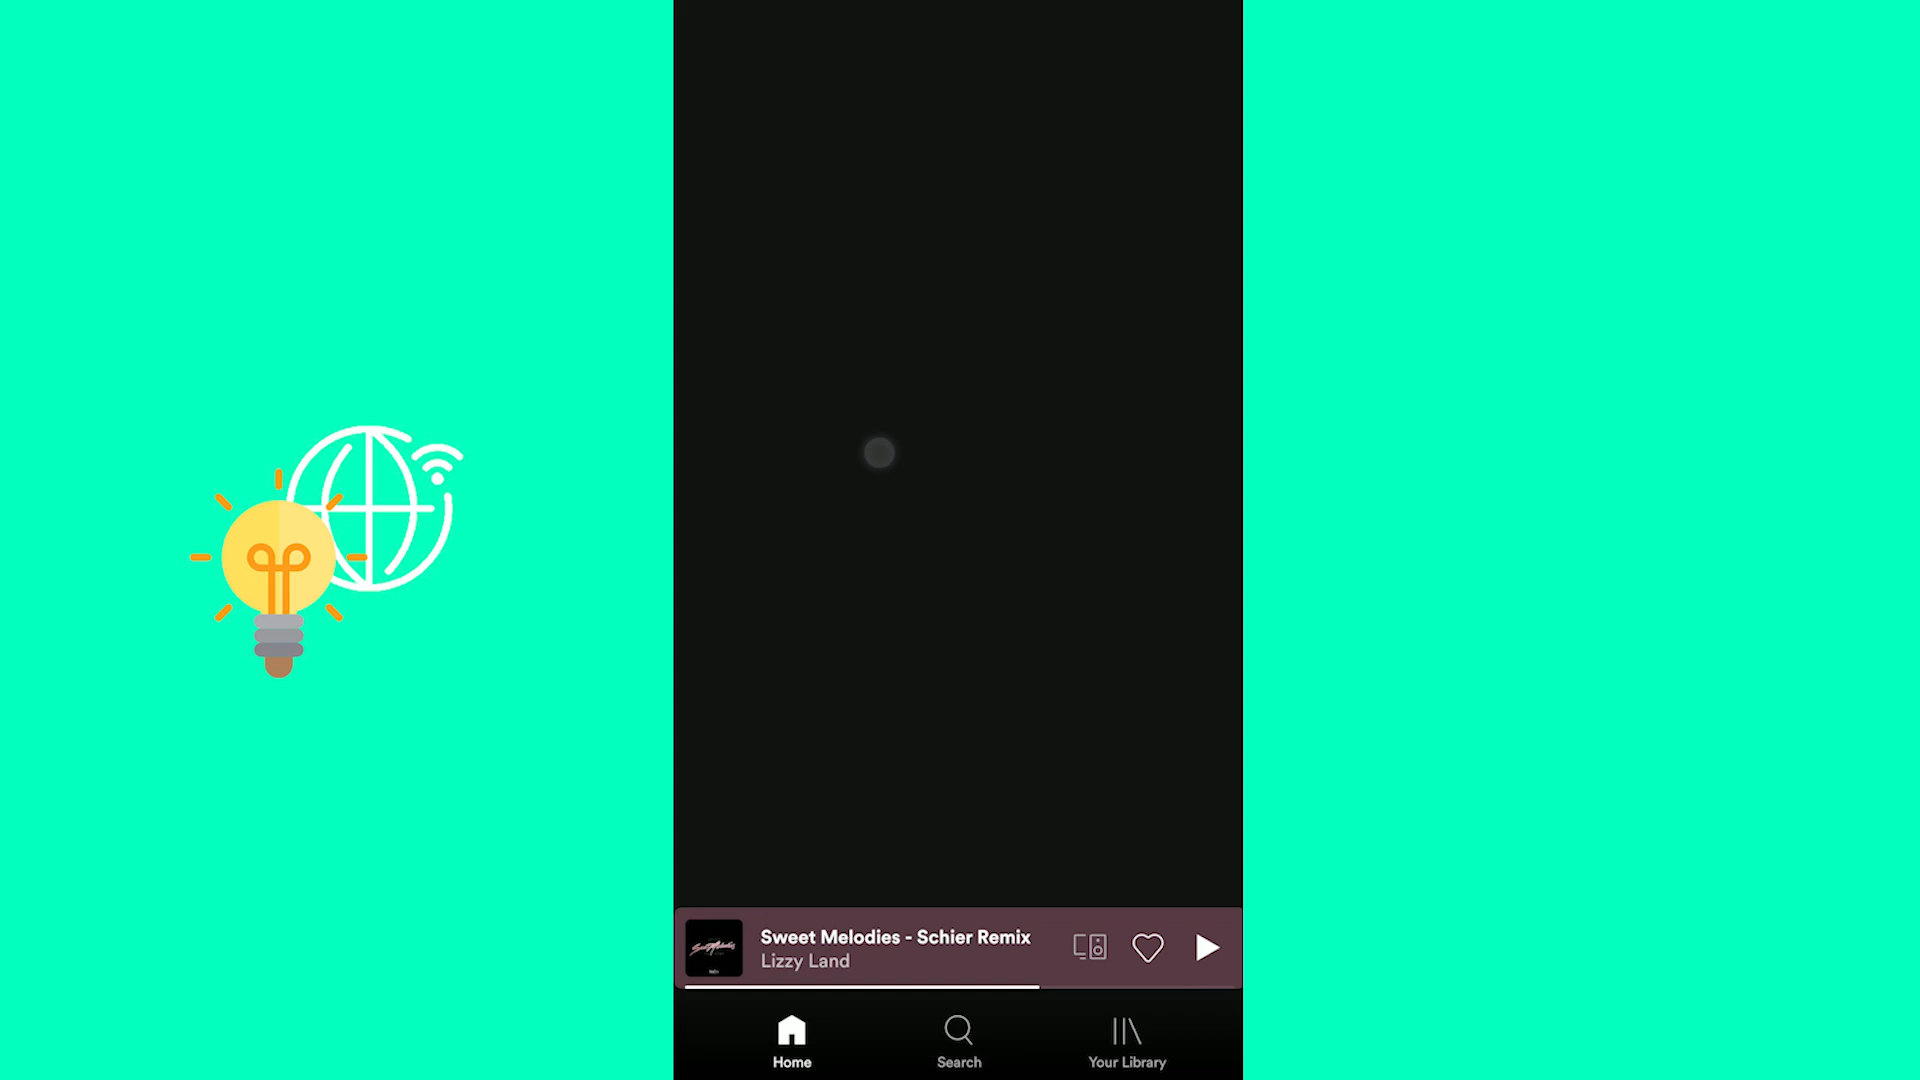 Sweet Melodies - Schier Remix
Lizzy Land
Home
Search
Your Library